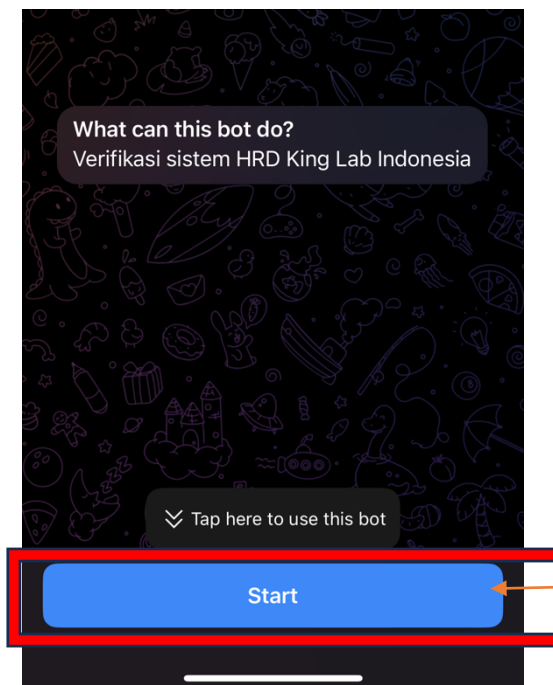 What can this bot do?
Verifikasi sistem HRD King Lab Indonesia
Tap here to use this bot
Start